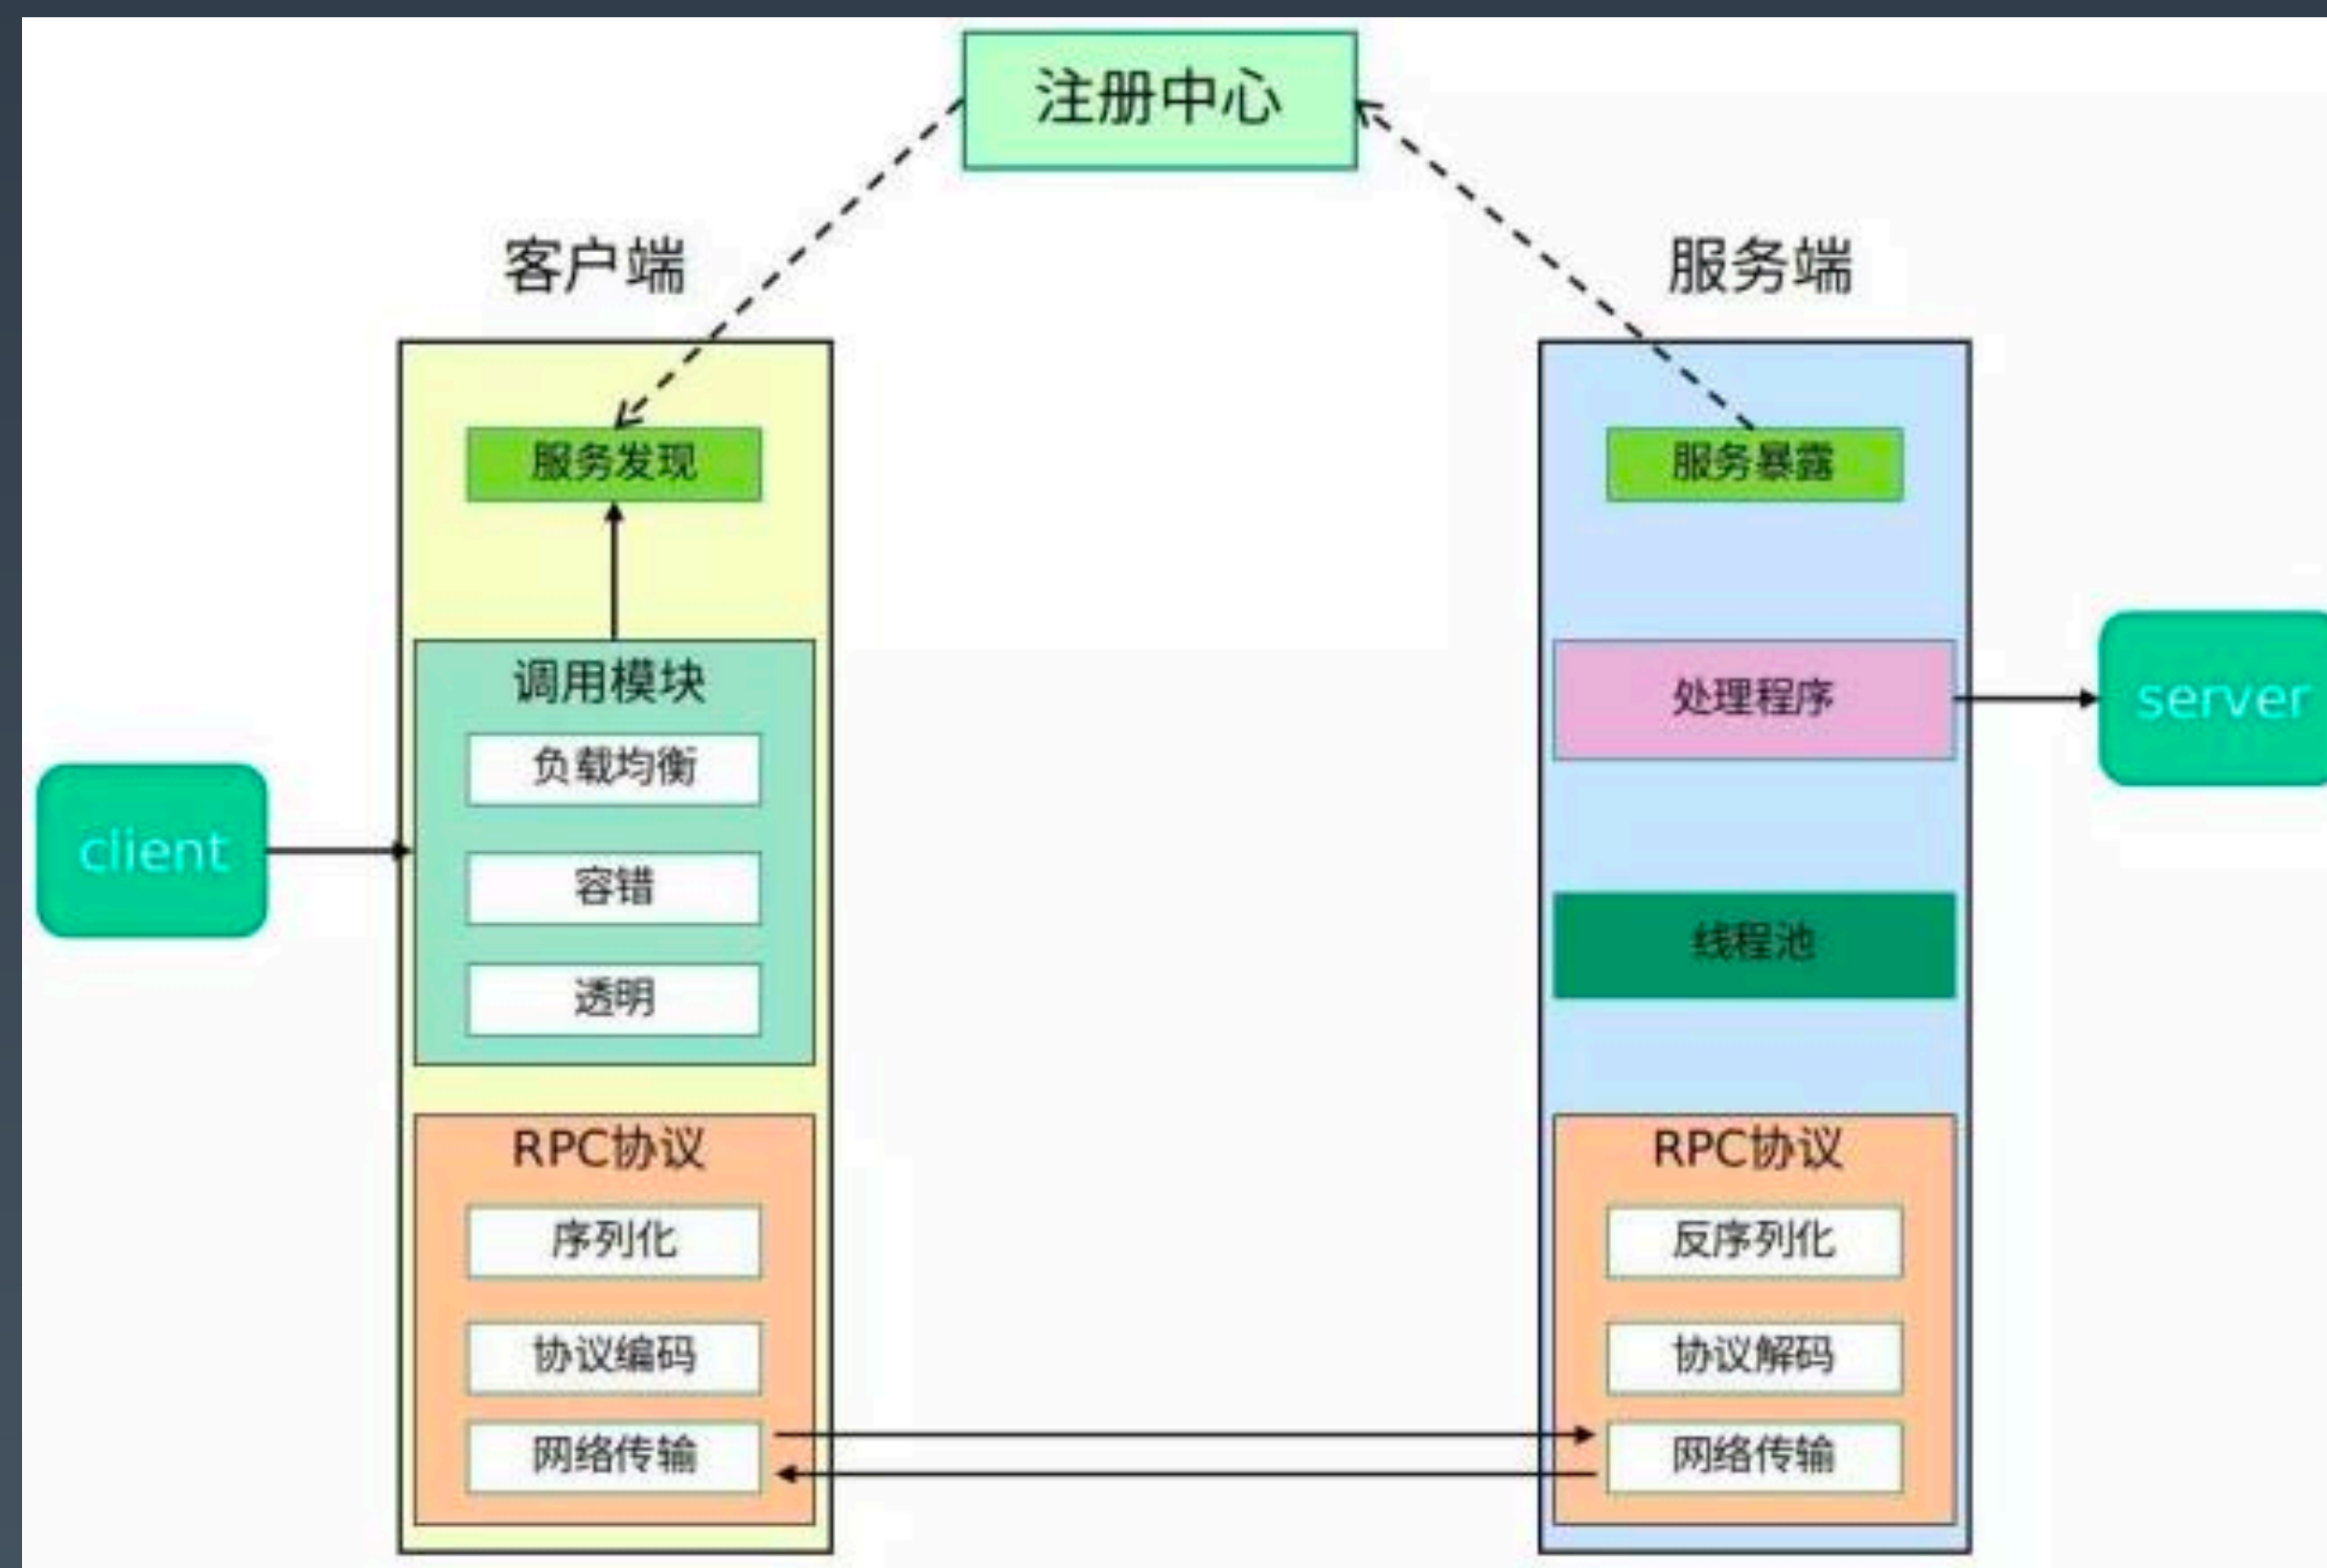 注册中心
客户端
服务端
服务发现
服务暴露
调用模块
负载均衡
容错
透明
处理程序
线程池
client
server
RPC协议
序列化
协议编码
网络传输
RPC协议
反序列化
协议解码
网络传输